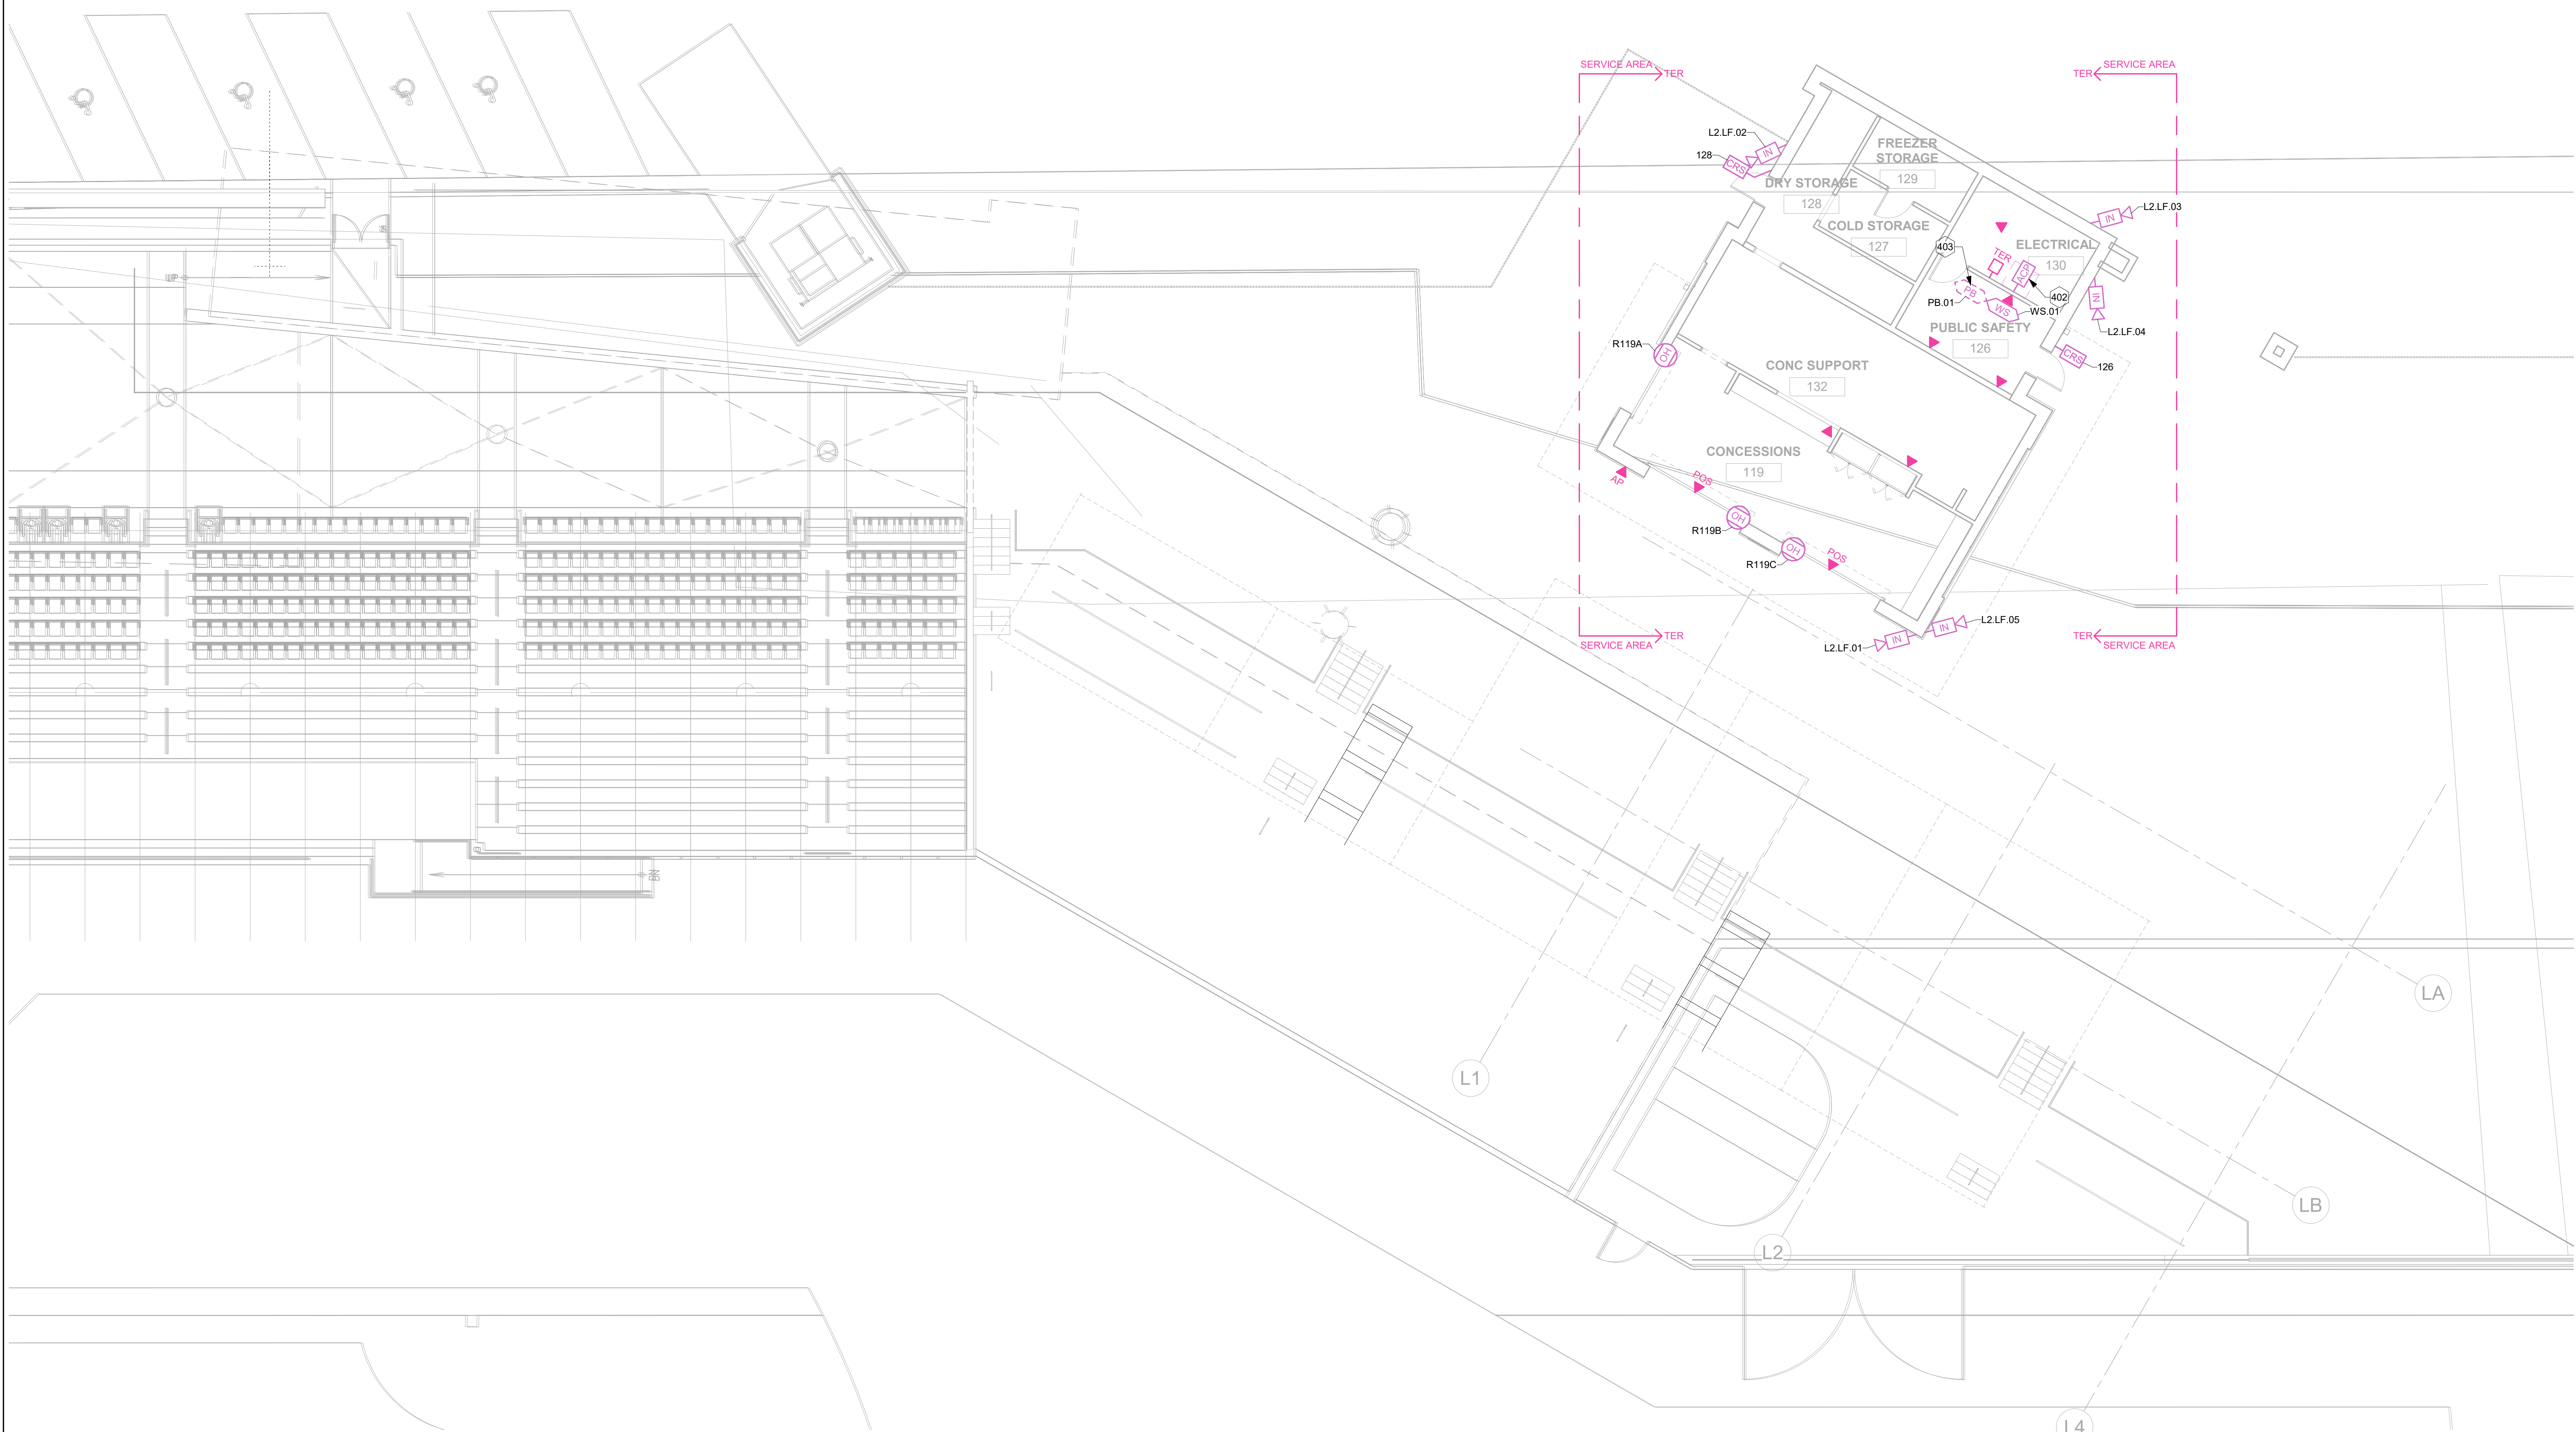 SERVICE AREA
TER
SERVICE AREA
TER
L2.LF.02
IN
128
CRS
FREEZER
STORAGE
129
DRY STORAGE
128
COLD STORAGE
127
IN
L2.LF.03
403
TER
ACP
ELECTRICAL
130
PB
PB.01
402
WS
WS.01
IN
L2.LF.04
PUBLIC SAFETY
126
CRS
126
R119A
OH
CONC SUPPORT
132
CONCESSIONS
119
AP
POS
OH
R119B
OH
R119C
POS
L2.LF.01
IN
IN
L2.LF.05
TER
SERVICE AREA
TER
SERVICE AREA
DN
LA
L1
LB
L2
L4